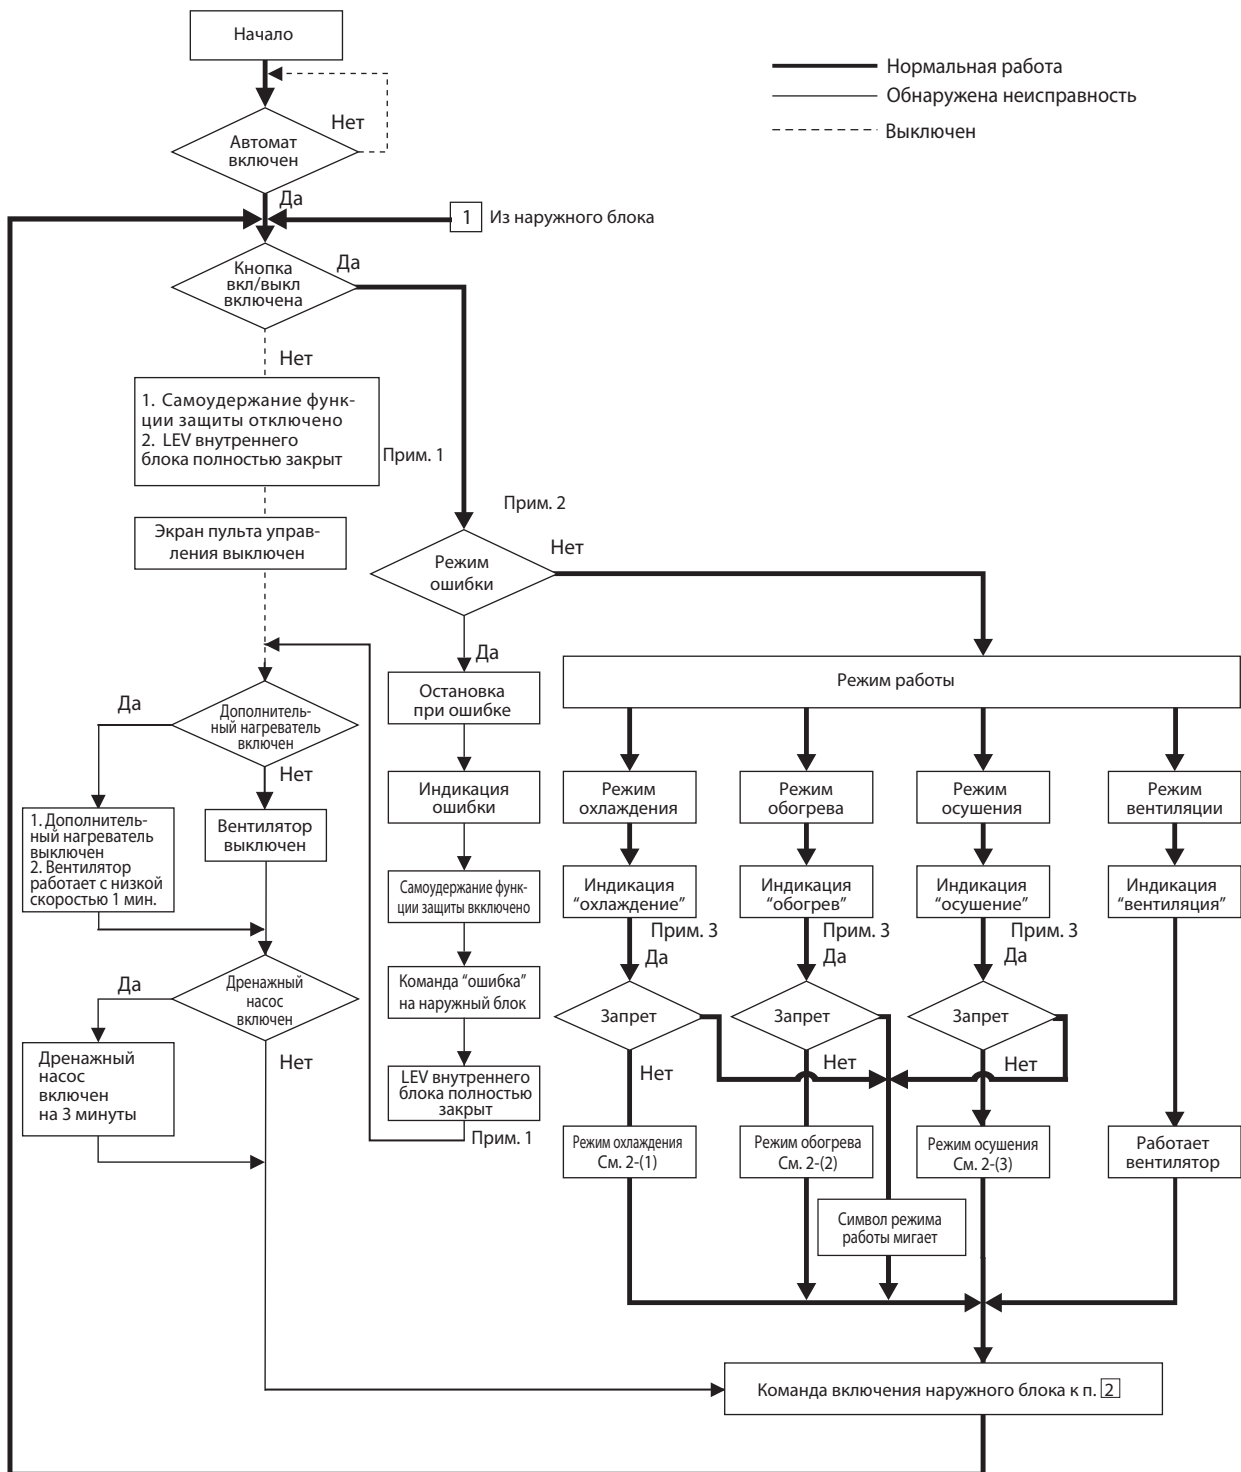 Начало
Нормальная работа
Обнаружена неисправность
Выключен
Нет
Автомат
включен
Да
1 Из наружного блока
Кнопка
вкл/выкл
включена
Да
Нет
1. Самоудержание функ-
ции защиты отключено
2. LEV внутреннего
блока полностью закрыт
Прим. 1
Экран пульта управ-
ления выключен
Прим. 2
Режим
ошибки
Нет
Да
Режим работы
Остановка
при ошибке
Да
Дополнитель-
ный нагреватель
включен
Нет
1. Дополнитель-
ный нагреватель
выключен
2. Вентилятор
работает с низкой
скоростью 1 мин.
Вентилятор
выключен
Индикация
ошибки
Режим
охлаждения
Режим
обогрева
Режим
осушения
Режим
вентиляции
Самоудержание функ-
ции защиты вкключено
Индикация
“охлаждение”
Индикация
“обогрев”
Индикация
“осушение”
Индикация
“вентиляция”
Прим. 3
Прим. 3
Прим. 3
Да
Да
Да
Да
Дренажный
насос
включен
Нет
Команда “ошибка”
на наружный блок
Запрет
Запрет
Запрет
Нет
Нет
Нет
Дренажный
насос
включен
на 3 минуты
LEV внутреннего
блока полностью
закрыт
Прим. 1
Режим охлаждения
См. 2-(1)
Режим обогрева
См. 2-(2)
Режим осушения
См. 2-(3)
Работает
вентилятор
Символ режима
работы мигает
Команда включения наружного блока к п. 2